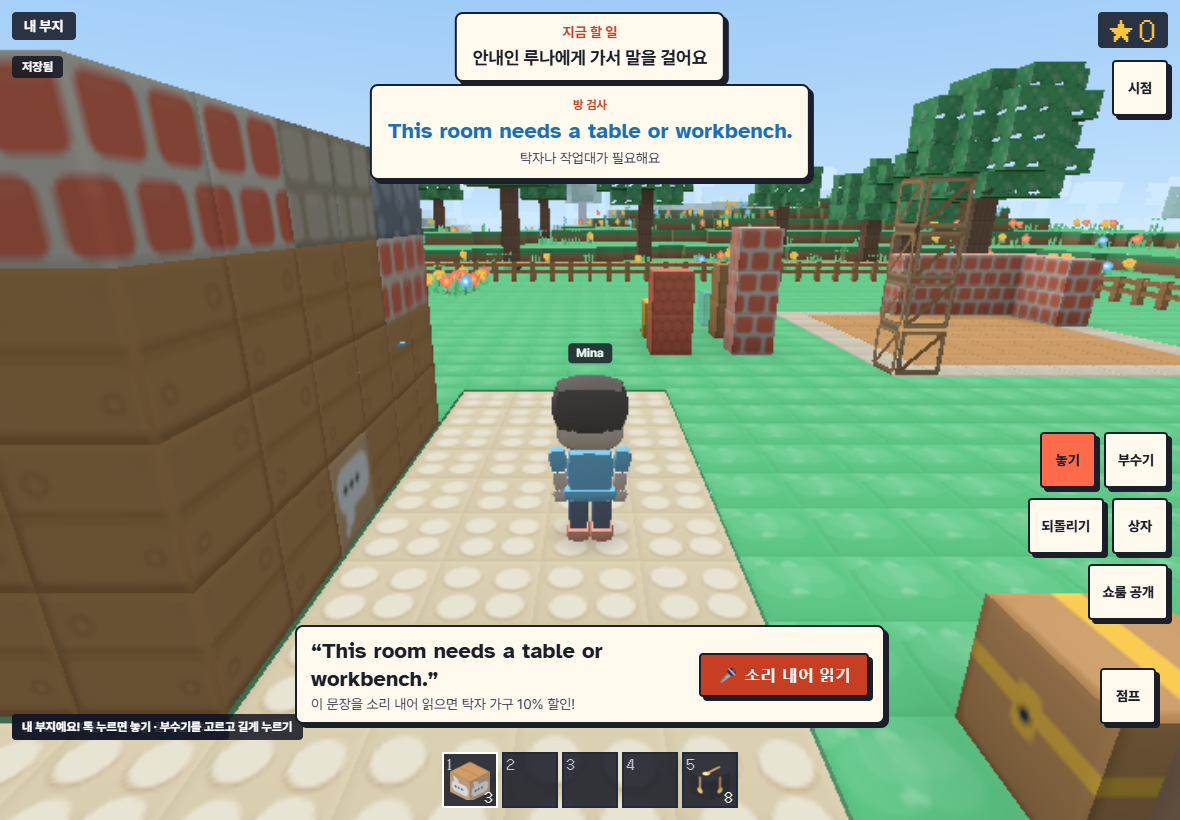 내 부지
저장됨
지금 할 일
안내인 루나에게 가서 말을 걸어요
방 검사
This room needs a table or workbench.
탁자나 작업대가 필요해요
0
시점
Mina
놓기
부수기
되돌리기
상자
쇼룸 공개
점프
“This room needs a table or
workbench.”
이 문장을 소리 내어 읽으면 탁자 가구 10% 할인!
소리 내어 읽기
내 부지예요! 톡 누르면 놓기 · 부수기를 고르고 길게 누르기
1 2 3 4 5
3 8